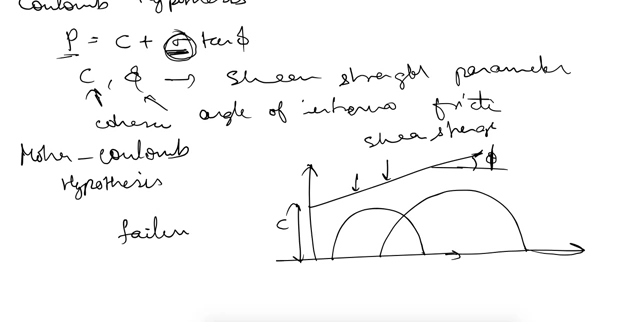 Coulomb Hypothesis
P = C + σ tan ϕ
C, ϕ → Shear strength parameter
cohesion angle of internal friction
shear strength
Mohr-coulomb
Hypothesis
ϕ
C
failure